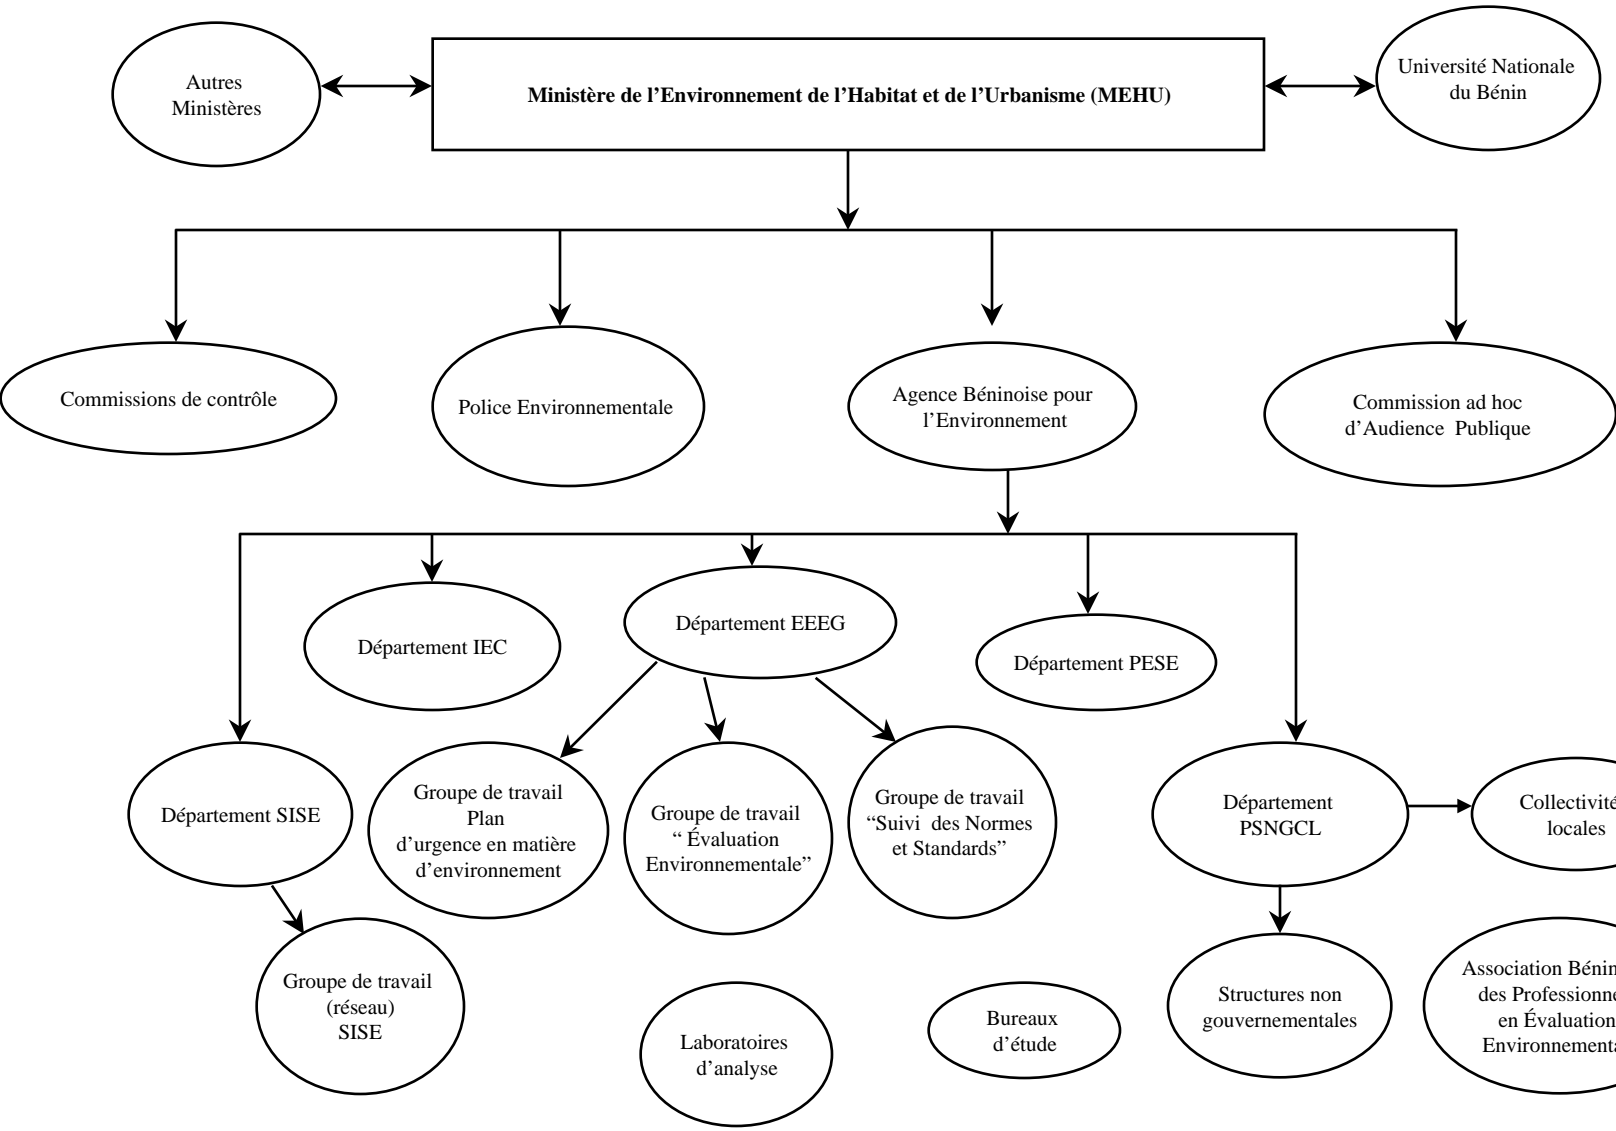 Autres
Ministères
Ministère de l’Environnement de l’Habitat et de l’Urbanisme (MEHU)
Université Nationale
du Bénin
Commissions de contrôle
Police Environnementale
Agence Béninoise pour
l’Environnement
Commission ad hoc
d’Audience Publique
Département IEC
Département EEEG
Département PESE
Département SISE
Groupe de travail
Plan
d’urgence en matière
d’environnement
Groupe de travail
“ Évaluation
Environnementale”
Groupe de travail
“Suivi des Normes
et Standards”
Département
PSNGCL
locales
Groupe de travail
(réseau)
SISE
Laboratoires
d’analyse
Bureaux
d’étude
Structures non
gouvernementales
Association
des
en Évaluation